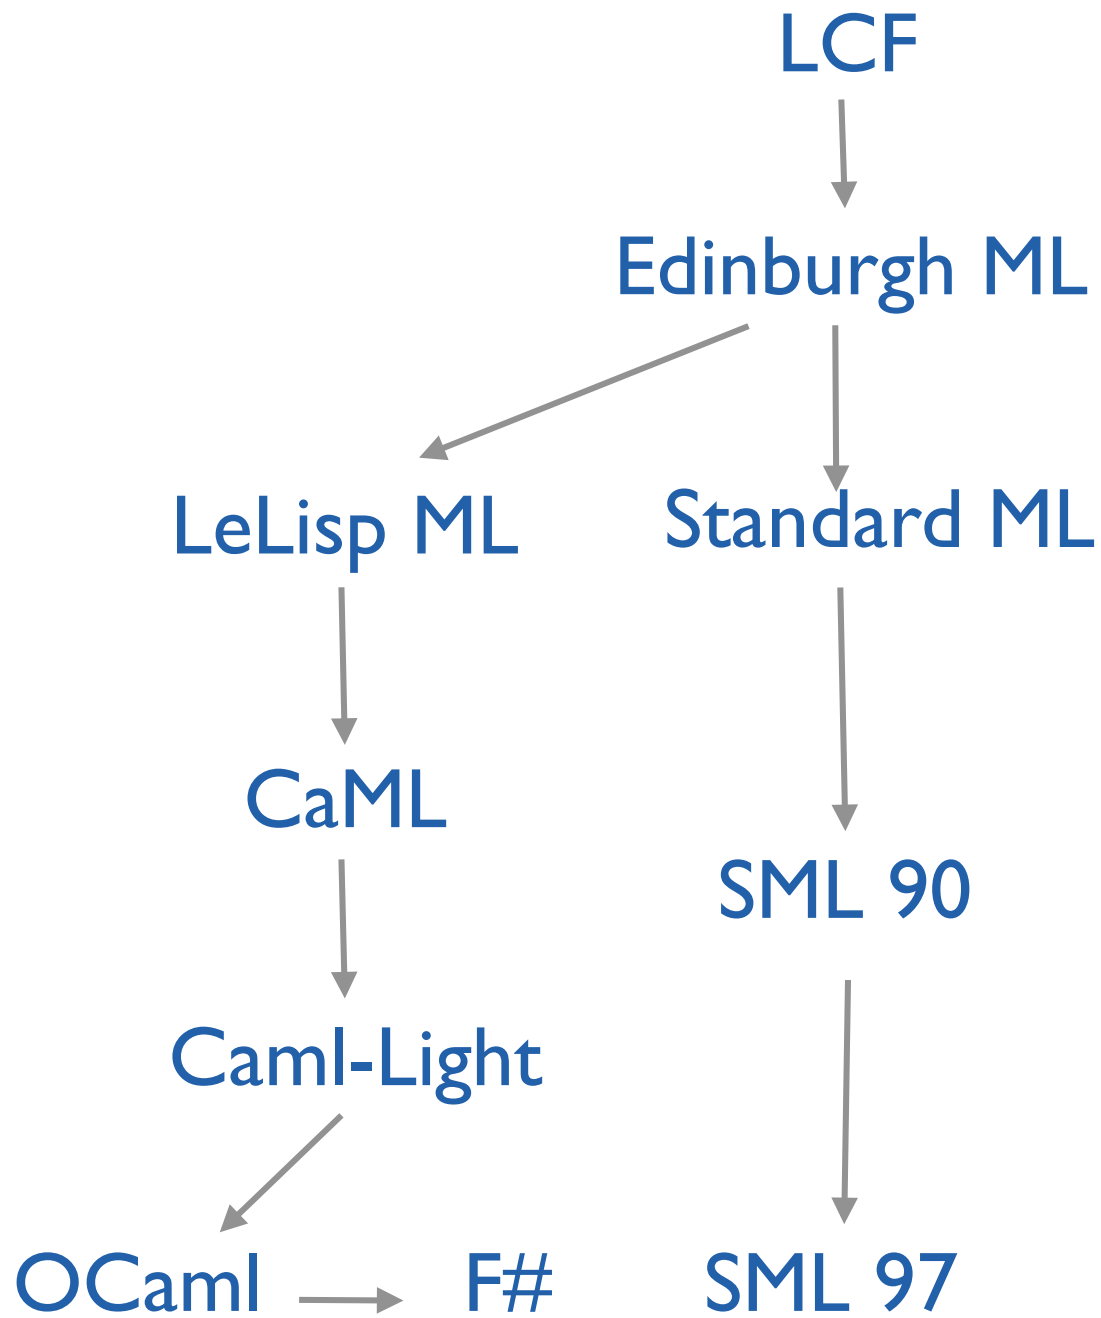 LCF
Edinburgh ML
LeLisp ML
Standard ML
CaML
SML 90
Caml-Light
OCaml
F#
SML 97